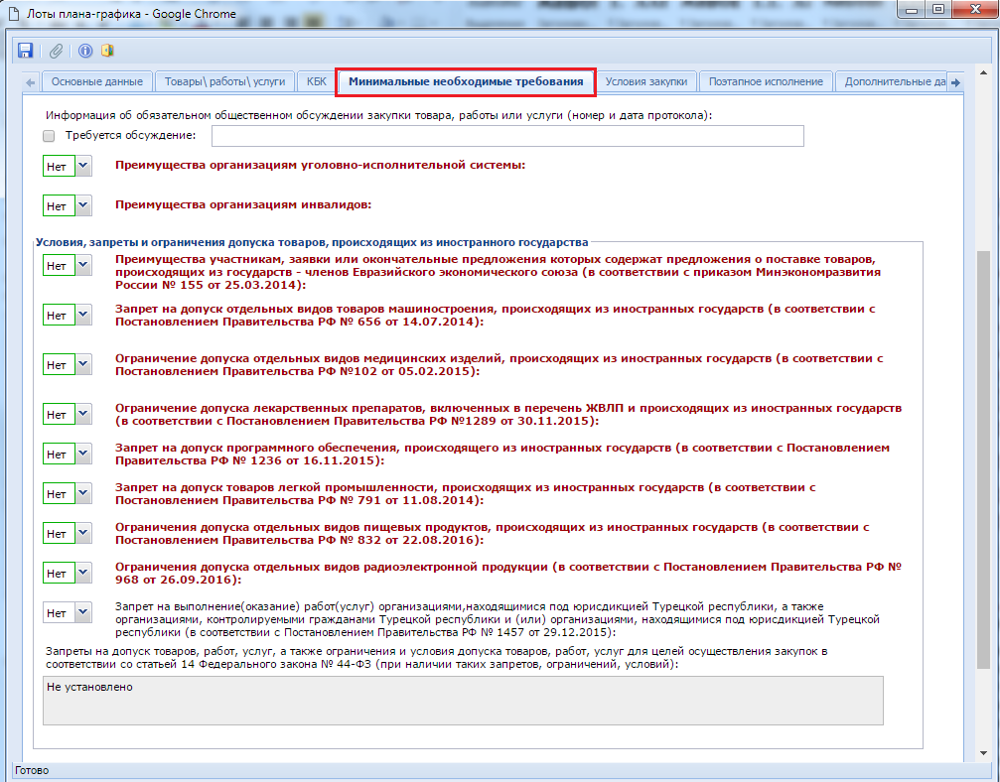 Лоты плана-графика - Google Chrome
Основные данные
Товары\ работы\ услуги
КБК
Минимальные необходимые требования
Условия закупки
Поэтапное исполнение
Дополнительные да
Информация об обязательном общественном обсуждении закупки товара, работы или услуги (номер и дата протокола):
Требуется обсуждение:
Нет Преимущества организациям уголовно-исполнительной системы:
Нет Преимущества организациям инвалидов:
Условия, запреты и ограничения допуска товаров, происходящих из иностранного государства
Нет Преимущества участникам, заявки или окончательные предложения которых содержат предложения о поставке товаров,
происходящих из государств - членов Евразийского экономического союза (в соответствии с приказом Минэкономразвития
России № 155 от 25.03.2014):
Нет Запрет на допуск отдельных видов товаров машиностроения, происходящих из иностранных государств (в соответствии с
Постановлением Правительства РФ № 656 от 14.07.2014):
Нет Ограничение допуска отдельных видов медицинских изделий, происходящих из иностранных государств (в соответствии с
Постановлением Правительства РФ №102 от 05.02.2015):
Нет Ограничение допуска лекарственных препаратов, включенных в перечень ЖВЛП и происходящих из иностранных государств
(в соответствии с Постановлением Правительства РФ №1289 от 30.11.2015):
Нет Запрет на допуск программного обеспечения, происходящего из иностранных государств (в соответствии с Постановлением
Правительства РФ № 1236 от 16.11.2015):
Нет Запрет на допуск товаров легкой промышленности, происходящих из иностранных государств (в соответствии с
Постановлением Правительства РФ № 791 от 11.08.2014):
Нет Ограничения допуска отдельных видов пищевых продуктов, происходящих из иностранных государств (в соответствии с
Постановлением Правительства РФ № 832 от 22.08.2016):
Нет Ограничения допуска отдельных видов радиоэлектронной продукции (в соответствии с Постановлением Правительства РФ №
968 от 26.09.2016):
Нет Запрет на выполнение(оказание) работ(услуг) организациями,находящимися под юрисдикцией Турецкой республики, а также
организациями, контролируемыми гражданами Турецкой республики и (или) организациями, находящимися под юрисдикцией Турецкой
республики (в соответствии с Постановлением Правительства РФ № 1457 от 29.12.2015):
Запреты на допуск товаров, работ, услуг, а также ограничения и условия допуска товаров, работ, услуг для целей осуществления закупок в
соответствии со статьей 14 Федерального закона № 44-ФЗ (при наличии таких запретов, ограничений, условий):
Не установлено
Готово